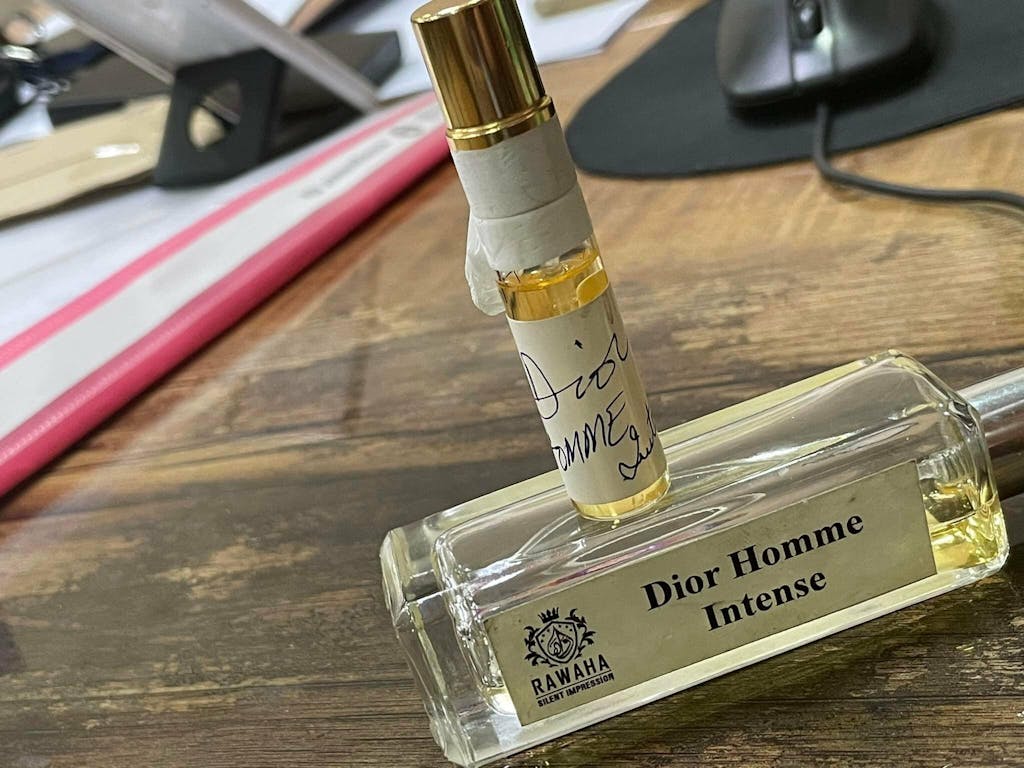 Dior
HOMME
Dior Homme
Intense
RAWAHA
SILENT IMPRESSION